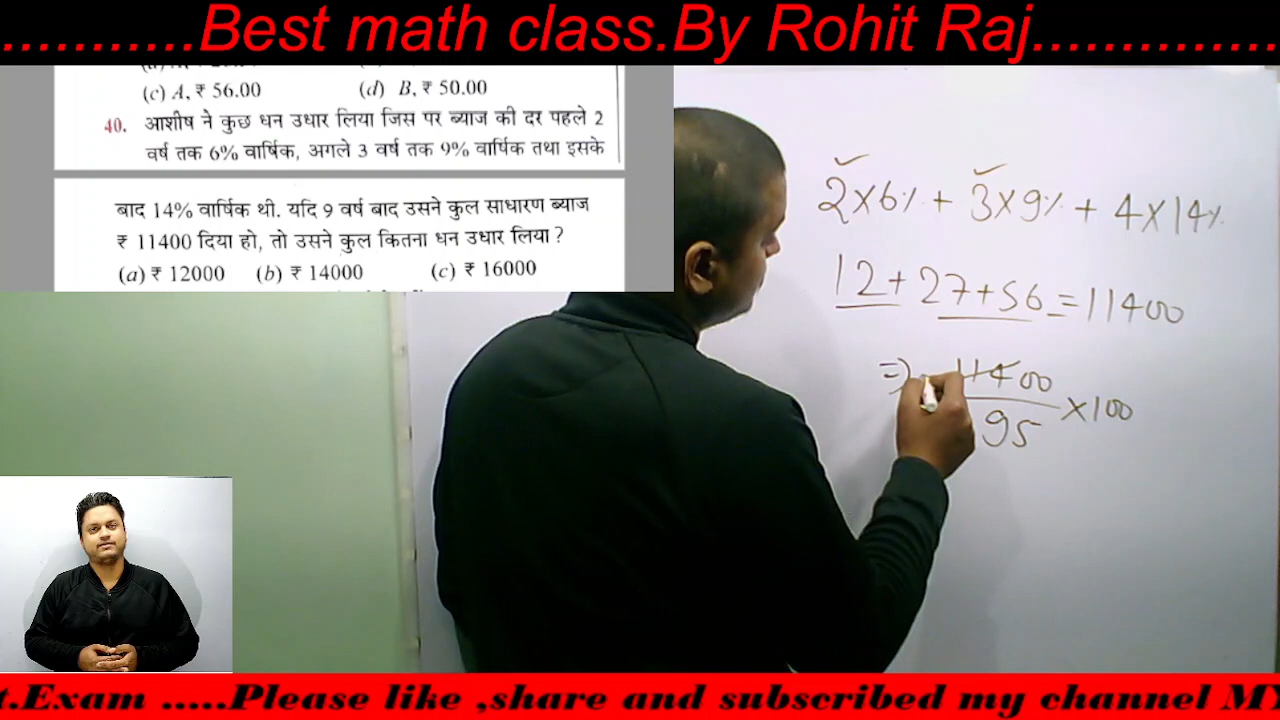 ...........Best math class.By Rohit Raj..............
(c) A, ₹ 56.00 (d) B, ₹ 50.00
40. आशीष ने कुछ धन उधार लिया जिस पर ब्याज की दर पहले 2
वर्ष तक 6% वार्षिक, अगले 3 वर्ष तक 9% वार्षिक तथा इसके
बाद 14% वार्षिक थी. यदि 9 वर्ष बाद उसने कुल साधारण ब्याज
₹ 11400 दिया हो, तो उसने कुल कितना धन उधार लिया ?
(a) ₹ 12000 (b) ₹ 14000 (c) ₹ 16000
2×6% + 3×9% + 4×14%
12 + 27 + 56 = 11400
⇒ 11400
95 ×100
t.Exam .....Please like ,share and subscribed my channel MY